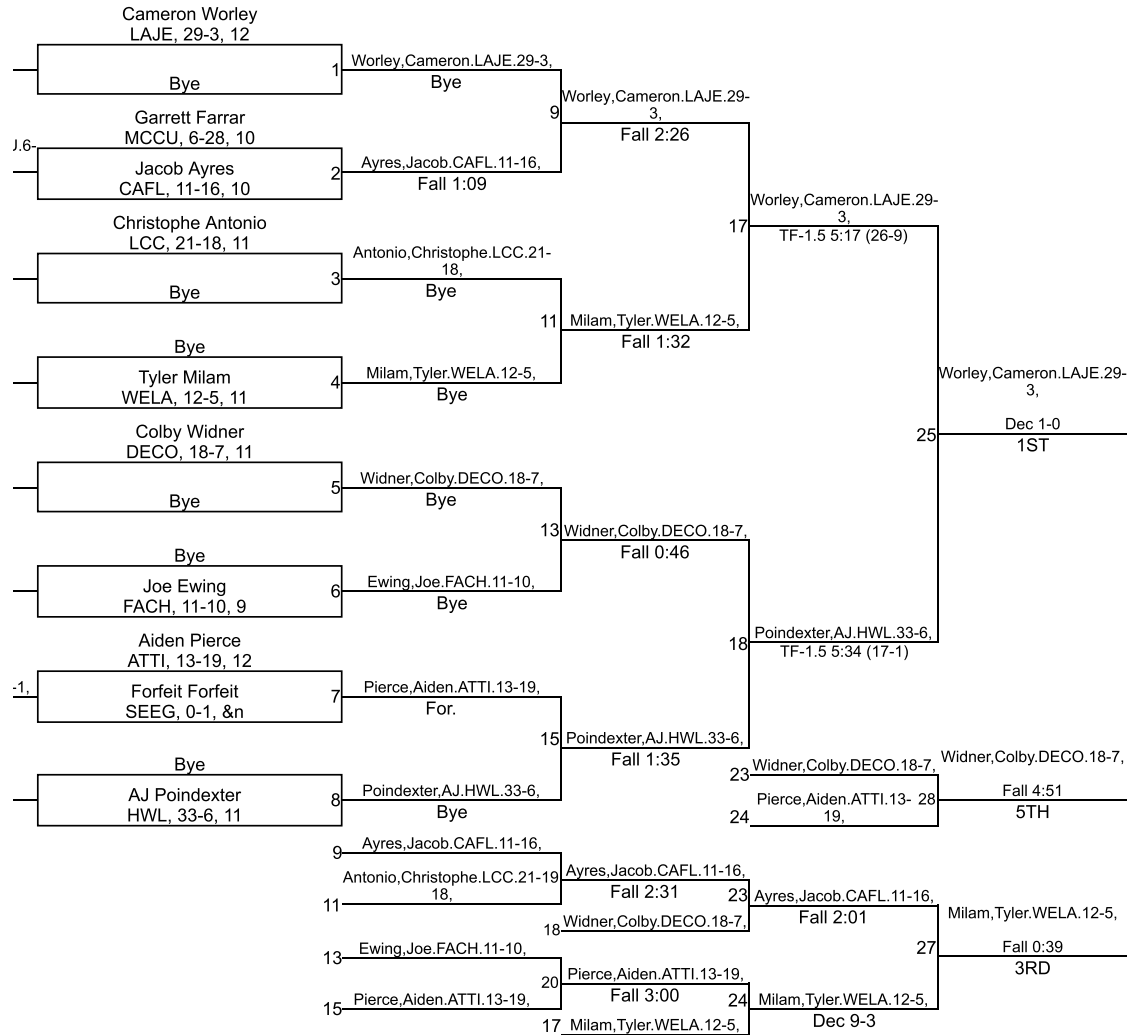 Cameron Worley
LAJE, 29-3, 12
Bye
1
Worley,Cameron.LAJE.29-3,
Bye
9
Worley,Cameron.LAJE.29-
3,
Fall 2:26
Garrett Farrar
MCCU, 6-28, 10
J.6-
Jacob Ayres
CAFL, 11-16, 10
2
Ayres,Jacob.CAFL.11-16,
Fall 1:09
17
Worley,Cameron.LAJE.29-
3,
TF-1.5 5:17 (26-9)
Christophe Antonio
LCC, 21-18, 11
Bye
3
Antonio,Christophe.LCC.21-
18,
Bye
11
Milam,Tyler.WELA.12-5,
Fall 1:32
Bye
Tyler Milam
WELA, 12-5, 11
4
Milam,Tyler.WELA.12-5,
Bye
25
Worley,Cameron.LAJE.29-
3,
Dec 1-0
1ST
Colby Widner
DECO, 18-7, 11
Bye
5
Widner,Colby.DECO.18-7,
Bye
13
Widner,Colby.DECO.18-7,
Fall 0:46
Bye
Joe Ewing
FACH, 11-10, 9
6
Ewing,Joe.FACH.11-10,
Bye
18
Poindexter,AJ.HWL.33-6,
TF-1.5 5:34 (17-1)
Aiden Pierce
ATTI, 13-19, 12
-1,
Forfeit Forfeit
SEEG, 0-1, &n
7
Pierce,Aiden.ATTI.13-19,
For.
15
Poindexter,AJ.HWL.33-6,
Fall 1:35
Bye
AJ Poindexter
HWL, 33-6, 11
8
Poindexter,AJ.HWL.33-6,
Bye
23
Widner,Colby.DECO.18-7,
24
Pierce,Aiden.ATTI.13-
19,
28
Widner,Colby.DECO.18-7,
Fall 4:51
5TH
9
Ayres,Jacob.CAFL.11-16,
11
Antonio,Christophe.LCC.21-
18,
19
Ayres,Jacob.CAFL.11-16,
Fall 2:31
18
Widner,Colby.DECO.18-7,
23
Ayres,Jacob.CAFL.11-16,
Fall 2:01
13
Ewing,Joe.FACH.11-10,
15
Pierce,Aiden.ATTI.13-19,
20
Pierce,Aiden.ATTI.13-19,
Fall 3:00
17
Milam,Tyler.WELA.12-5,
24
Milam,Tyler.WELA.12-5,
Dec 9-3
27
Milam,Tyler.WELA.12-5,
Fall 0:39
3RD